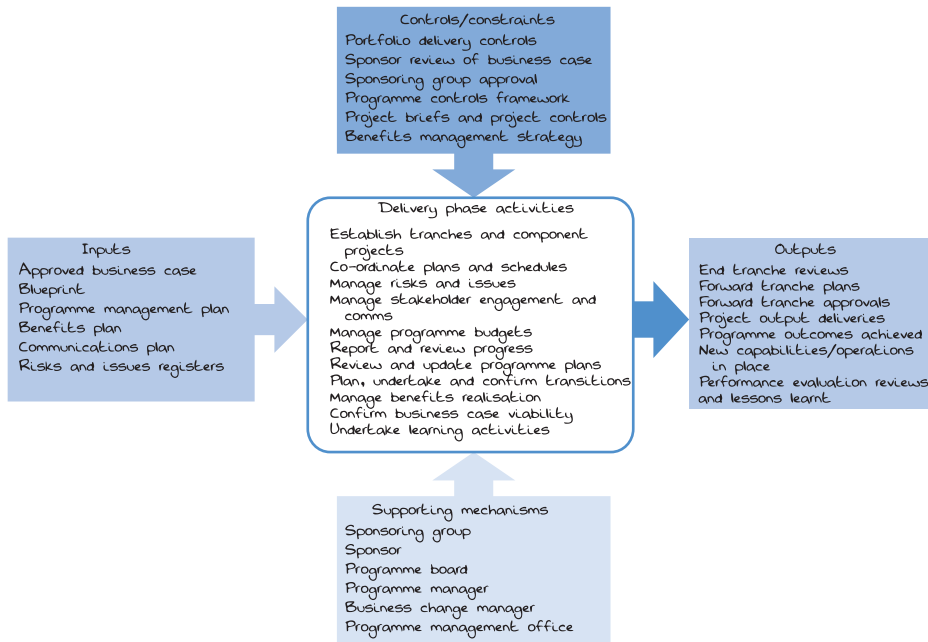 Controls/constraints
Portfolio delivery controls
Sponsor review of business case
Sponsoring group approval
Programme controls framework
Project briefs and project controls
Benefits management strategy
Inputs
Approved business case
Blueprint
Programme management plan
Benefits plan
Communications plan
Risks and issues registers
Delivery phase activities
Establish tranches and component
projects
Co-ordinate plans and schedules
Manage risks and issues
Manage stakeholder engagement and
comms
Manage programme budgets
Report and review progress
Review and update programme plans
Plan, undertake and confirm transitions
Manage benefits realisation
Confirm business case viability
Undertake learning activities
Outputs
End tranche reviews
Forward tranche plans
Forward tranche approvals
Project output deliveries
Programme outcomes achieved
New capabilities/operations
in place
Performance evaluation reviews
and lessons learnt
Supporting mechanisms
Sponsoring group
Sponsor
Programme board
Programme manager
Business change manager
Programme management office